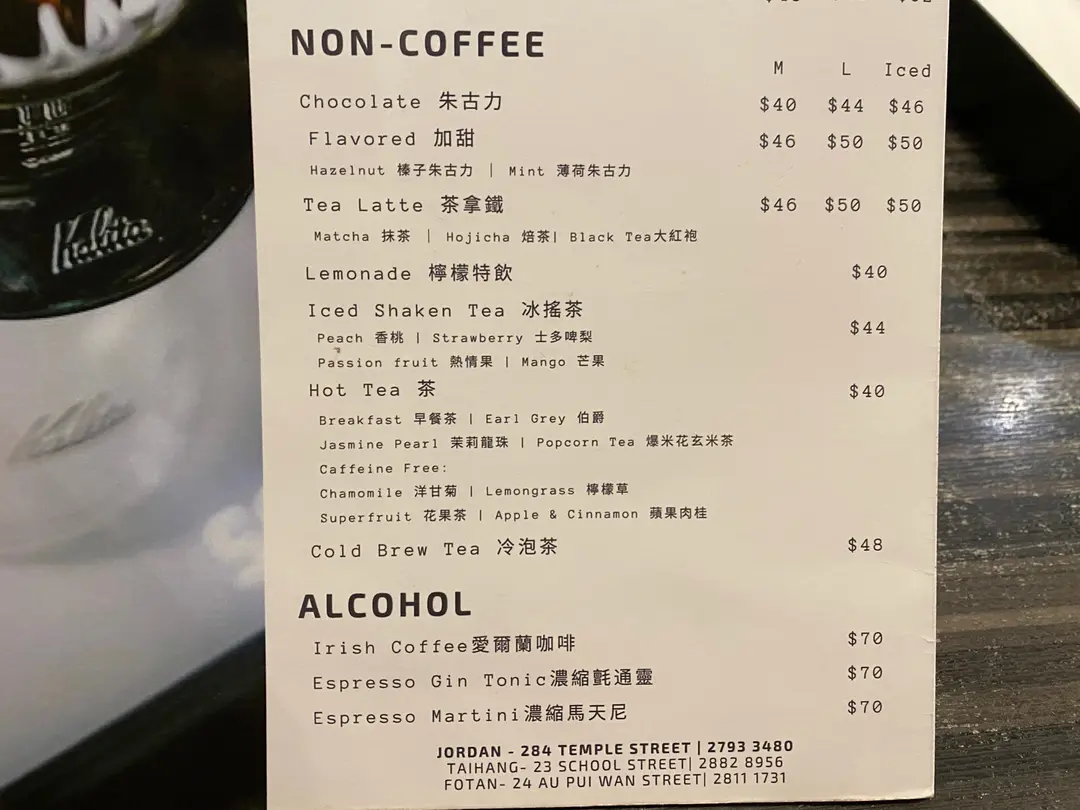 NON-COFFEE
M L Iced
Chocolate 朱古力 $40 $44 $46
Flavored 加甜 $46 $50 $50
Hazelnut 榛子朱古力 | Mint 薄荷朱古力
Tea Latte 茶拿鐵 $46 $50 $50
Matcha 抹茶 | Hojicha 焙茶| Black Tea大紅袍
Lemonade 檸檬特飲 $40
Iced Shaken Tea 冰搖茶 $44
Peach 香桃 | Strawberry 士多啤梨
Passion fruit 熱情果 | Mango 芒果
Hot Tea 茶 $40
Breakfast 早餐茶 | Earl Grey 伯爵
Jasmine Pearl 茉莉龍珠 | Popcorn Tea 爆米花玄米茶
Caffeine Free:
Chamomile 洋甘菊 | Lemongrass 檸檬草
Superfruit 花果茶 | Apple & Cinnamon 蘋果肉桂
Cold Brew Tea 冷泡茶 $48
ALCOHOL
Irish Coffee愛爾蘭咖啡 $70
Espresso Gin Tonic濃縮氈通靈 $70
Espresso Martini濃縮馬天尼 $70
JORDAN - 284 TEMPLE STREET | 2793 3480
TAIHANG- 23 SCHOOL STREET| 2882 8956
FOTAN- 24 AU PUI WAN STREET| 2811 1731
Kalita